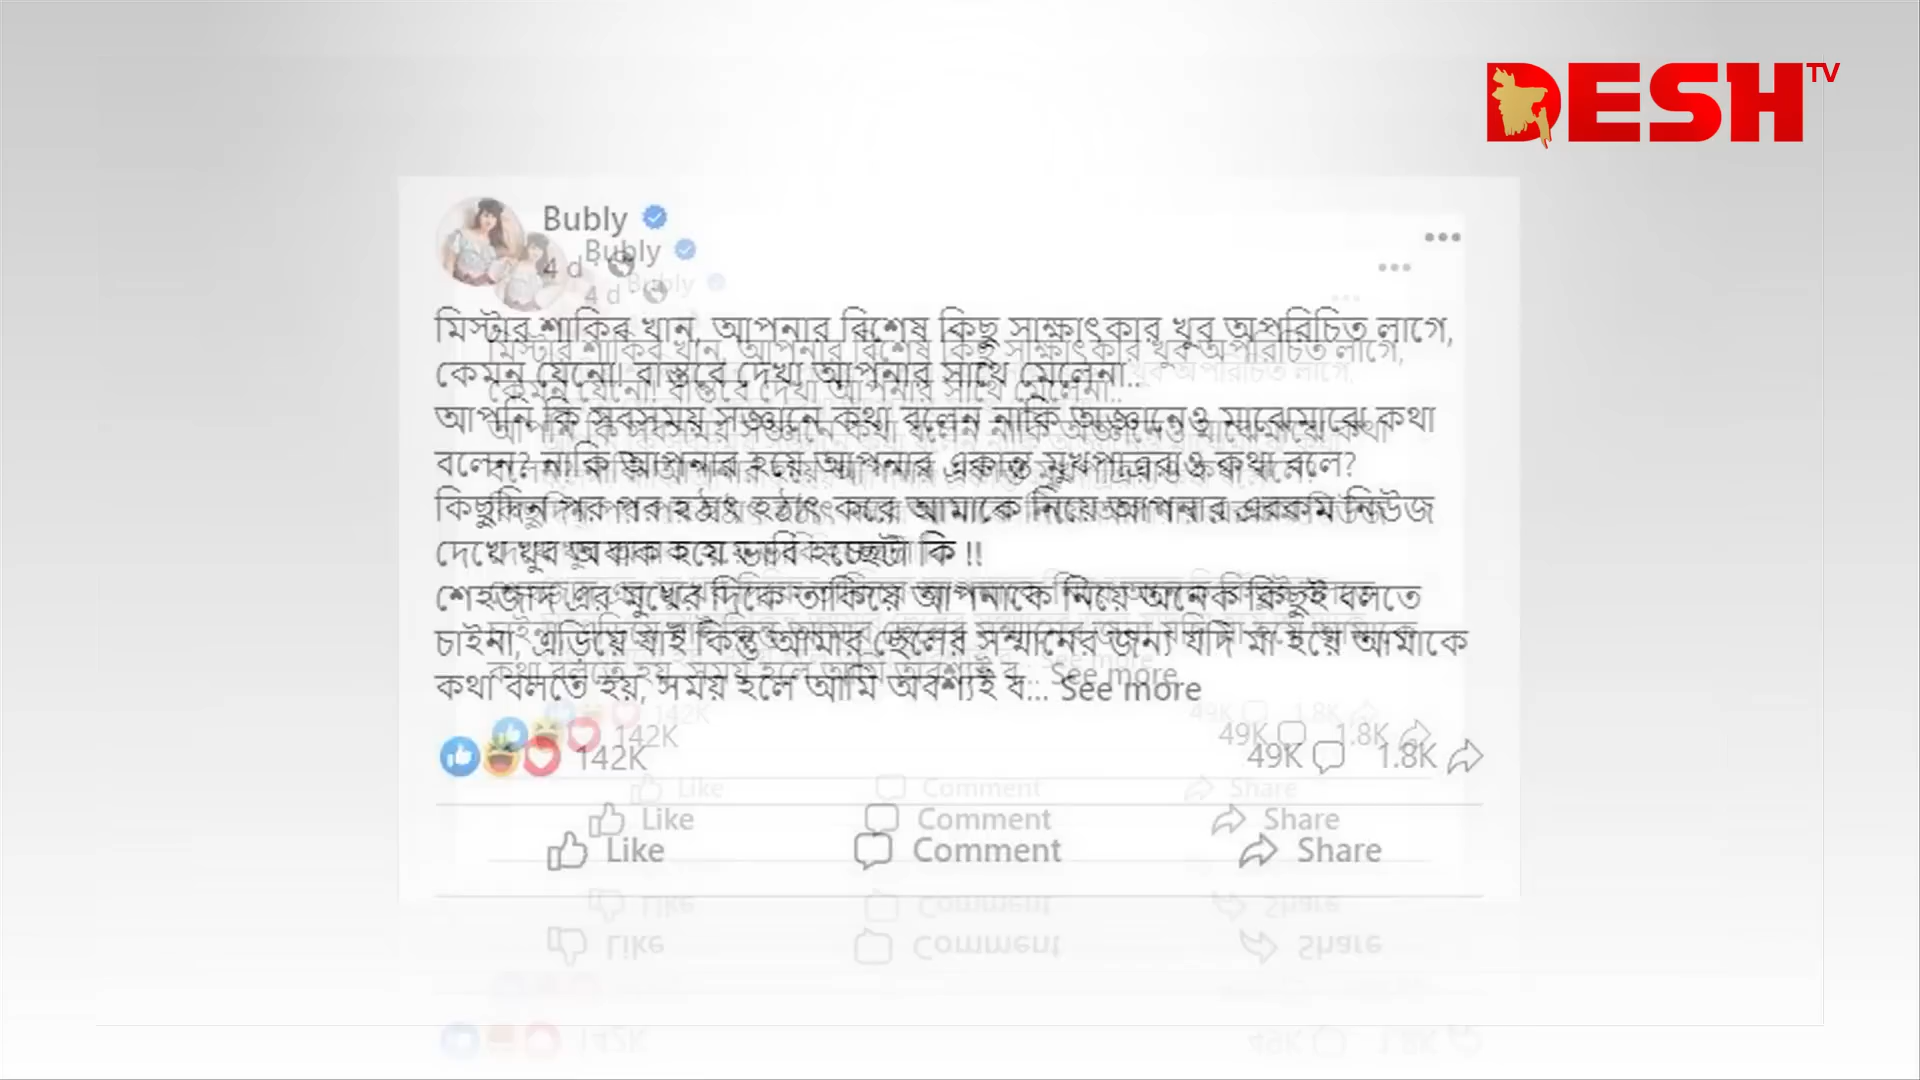 DESH TV
Bubly
4 d
মিস্টার শাকিব খান, আপনার বিশেষ কিছু সাক্ষাৎকার খুব অপরিচিত লাগে,
কেমন যেনো! বাস্তবে দেখা আপনার সাথে মেলেনা..
আপনি কি সবসময় সজ্ঞানে কথা বলেন নাকি অজ্ঞানেও মাঝেমাঝে কথা
বলেন? নাকি আপনার হয়ে আপনার একান্ত মুখপাত্ররাও কথা বলে?
কিছুদিন পর পর হঠাৎ হঠাৎ করে আমাকে নিয়ে আপনার এরকম নিউজ
দেখে খুব অবাক হয়ে ভাবি হচ্ছেটা কি !!
শেহজাদ এর মুখের দিকে তাকিয়ে আপনাকে নিয়ে অনেক কিছুই বলতে
চাইনা, এড়িয়ে যাই কিন্তু আমার ছেলের সম্মানের জন্য যদি মা হয়ে আমাকে
কথা বলতে হয়, সময় হলে আমি অবশ্যই ব... See more
142K 49K 1.8K
Like Comment Share